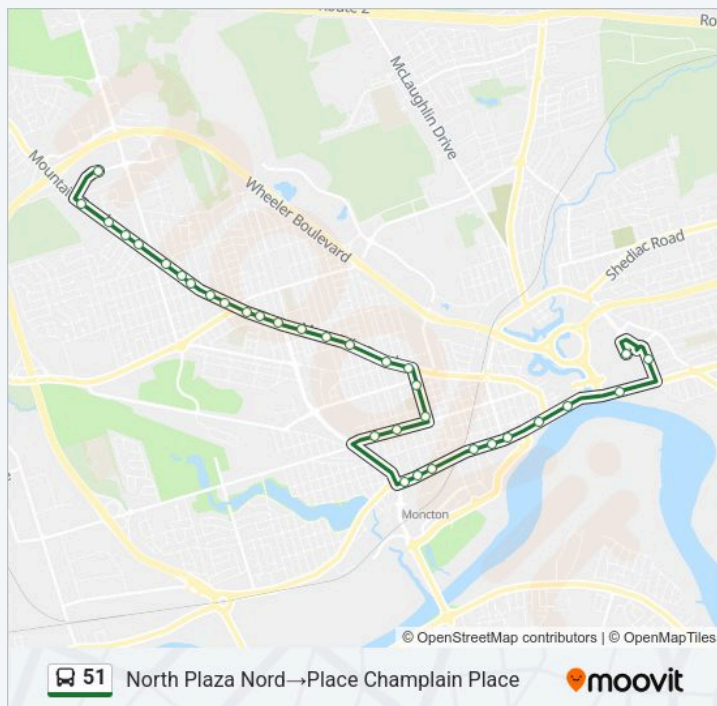 Route 2
Ro
McLaughlin Drive
Mountai
Wheeler Boulevard
Shediac Road
Moncton
© OpenStreetMap contributors | © OpenMapTiles
51 North Plaza Nord→Place Champlain Place
moovit